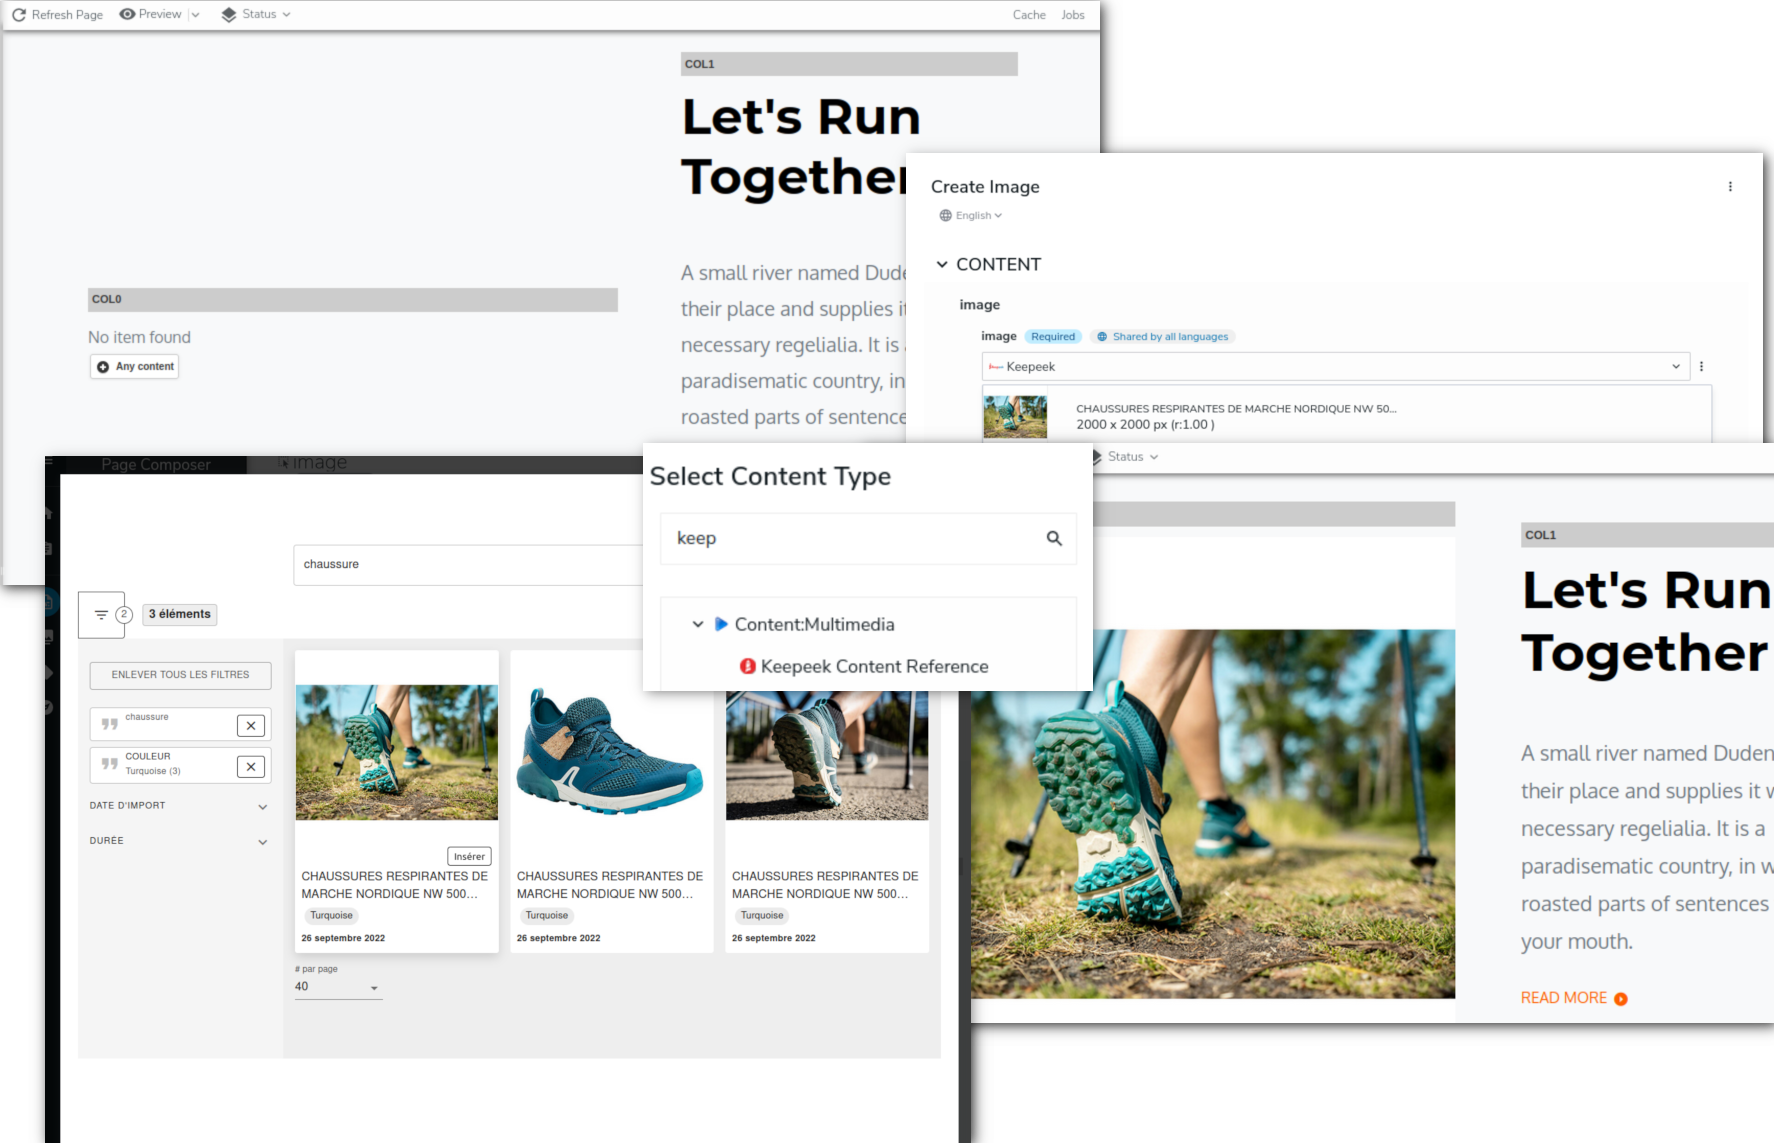 Refresh Page
Preview
Status
Cache
Jobs
COL1
Let's Run
Together
COL0
No item found
Any content
A small river named Dude
their place and supplies it
necessary regelialia. It is
paradisematic country, in
roasted parts of sentence
Create Image
English
CONTENT
image
image Required Shared by all languages
Keepeek
CHAUSSURES RESPIRANTES DE MARCHE NORDIQUE NW 50...
2000 x 2000 px (r:1.00 )
Page Composer
image
chaussure
2
3 éléments
ENLEVER TOUS LES FILTRES
chaussure
COULEUR
Turquoise (3)
DATE D'IMPORT
DURÉE
Insérer
CHAUSSURES RESPIRANTES DE
MARCHE NORDIQUE NW 500...
Turquoise
26 septembre 2022
CHAUSSURES RESPIRANTES DE
MARCHE NORDIQUE NW 500...
Turquoise
26 septembre 2022
CHAUSSURES RESPIRANTES DE
MARCHE NORDIQUE NW 500...
Turquoise
26 septembre 2022
# par page
40
Select Content Type
keep
Content:Multimedia
Keepeek Content Reference
Status
COL1
Let's Run
Together
A small river named Duden
their place and supplies it w
necessary regelialia. It is a
paradisematic country, in w
roasted parts of sentences
your mouth.
READ MORE